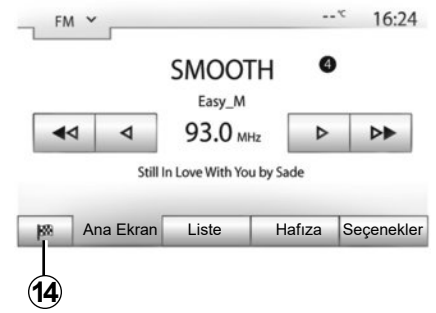 FM --°C 16:24
SMOOTH 4
Easy_M
93.0 MHz
Still In Love With You by Sade
Ana Ekran Liste Hafıza Seçenekler
14